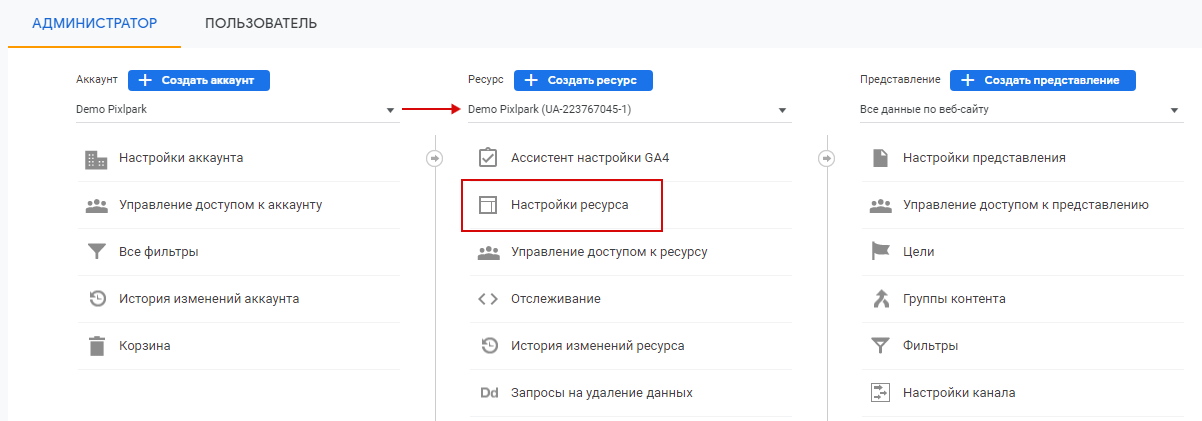 АДМИНИСТРАТОР
ПОЛЬЗОВАТЕЛЬ
Аккаунт
Создать аккаунт
Demo Pixlpark
Настройки аккаунта
Управление доступом к аккаунту
Все фильтры
История изменений аккаунта
Корзина
Ресурс
Создать ресурс
Demo Pixlpark (UA-223767045-1)
Ассистент настройки GA4
Настройки ресурса
Управление доступом к ресурсу
Отслеживание
История изменений ресурса
Dd Запросы на удаление данных
Представление
Создать представление
Все данные по веб-сайту
Настройки представления
Управление доступом к представлению
Цели
Группы контента
Фильтры
Настройки канала